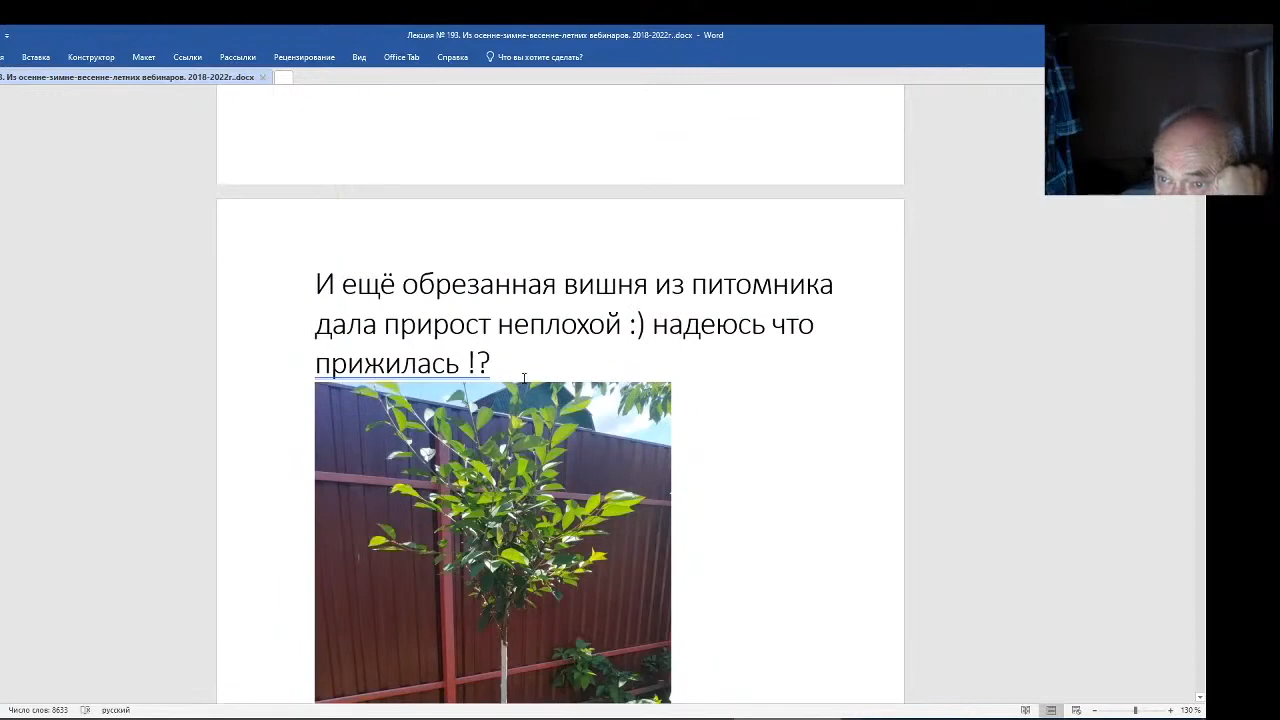 Лекция № 193. Из осенне-зимне-весенне-летних вебинаров. 2018-2022г..docx - Word
Вставка Конструктор Макет Ссылки Рассылки Рецензирование Вид Office Tab Справка Что вы хотите сделать?
3. Из осенне-зимне-весенне-летних вебинаров. 2018-2022г..docx
И ещё обрезанная вишня из питомника
дала прирост неплохой :) надеюсь что
прижилась !?
Число слов: 8633 русский 130 %